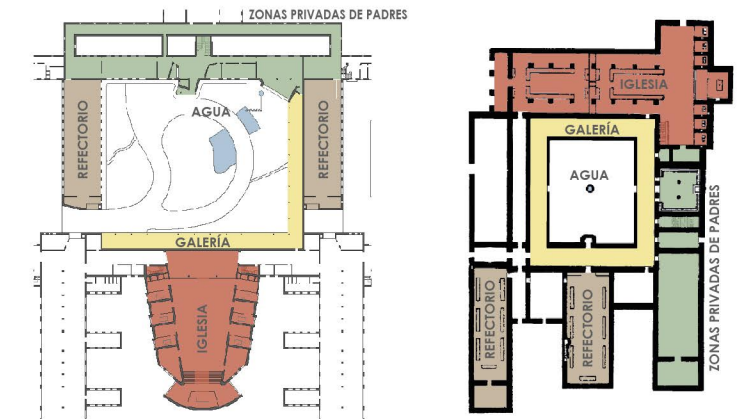 ZONAS PRIVADAS DE PADRES
REFECTORIO
AGUA
REFECTORIO
GALERÍA
IGLESIA
IGLESIA
GALERÍA
AGUA
ZONAS PRIVADAS DE PADRES
REFECTORIO
REFECTORIO